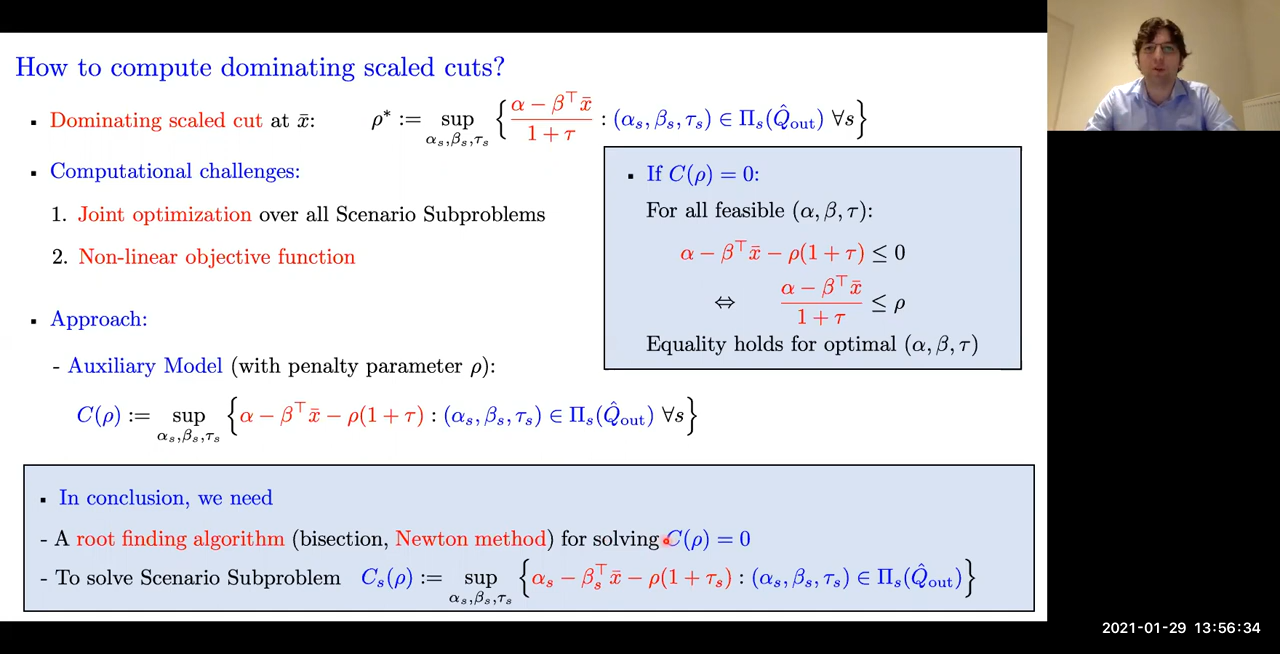 How to compute dominating scaled cuts?
▪ Dominating scaled cut at x̄: ρ* := sup_{α_s,β_s,τ_s} { (α − β^⊤ x̄) / (1 + τ) : (α_s, β_s, τ_s) ∈ Π_s(Q̂_out) ∀s }
▪ Computational challenges:
1. Joint optimization over all Scenario Subproblems
2. Non-linear objective function
▪ If C(ρ) = 0:
For all feasible (α, β, τ):
α − β^⊤ x̄ − ρ(1 + τ) ≤ 0
⇔ (α − β^⊤ x̄) / (1 + τ) ≤ ρ
Equality holds for optimal (α, β, τ)
▪ Approach:
- Auxiliary Model (with penalty parameter ρ):
C(ρ) := sup_{α_s,β_s,τ_s} { α − β^⊤ x̄ − ρ(1 + τ) : (α_s, β_s, τ_s) ∈ Π_s(Q̂_out) ∀s }
▪ In conclusion, we need
- A root finding algorithm (bisection, Newton method) for solving C(ρ) = 0
- To solve Scenario Subproblem C_s(ρ) := sup_{α_s,β_s,τ_s} { α_s − β_s^⊤ x̄ − ρ(1 + τ_s) : (α_s, β_s, τ_s) ∈ Π_s(Q̂_out) }
2021-01-29 13:56:34